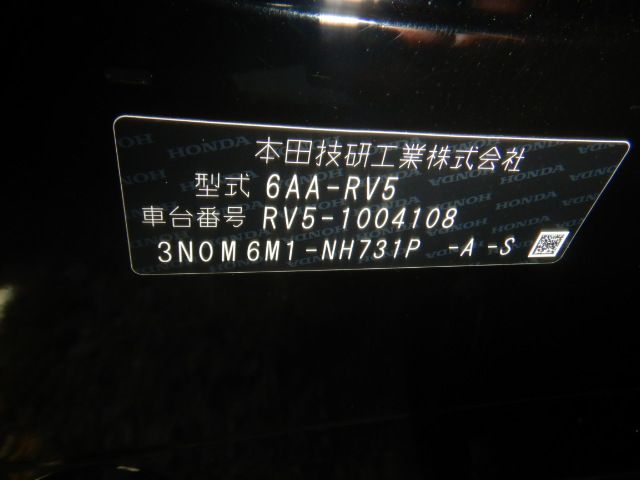 本田技研工業株式会社
型式 6AA-RV5
車台番号 RV5-1004108
3N0M6M1-NH731P -A -S